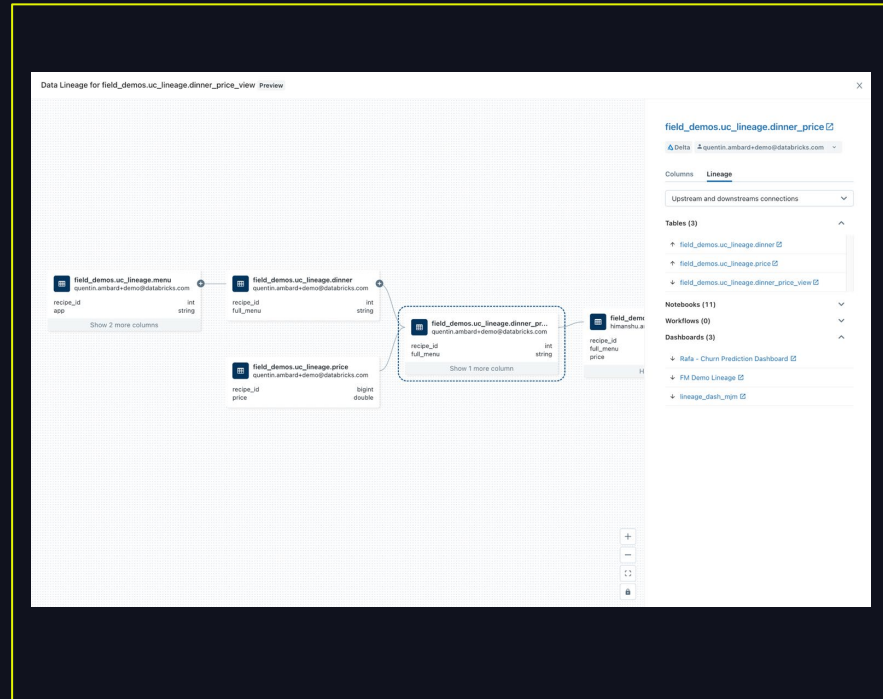 Data Lineage for field_demos.uc_lineage.dinner_price_view Preview
field_demos.uc_lineage.menu
quentin.ambard+demo@databricks.com
recipe_id int
app string
Show 2 more columns
field_demos.uc_lineage.dinner
quentin.ambard+demo@databricks.com
recipe_id int
full_menu string
field_demos.uc_lineage.price
quentin.ambard+demo@databricks.com
recipe_id bigint
price double
field_demos.uc_lineage.dinner_pr...
quentin.ambard+demo@databricks.com
recipe_id int
full_menu string
Show 1 more column
field_demo
himanshu.a
recipe_id
full_menu
price
H
field_demos.uc_lineage.dinner_price
Delta quentin.ambard+demo@databricks.com
Columns Lineage
Upstream and downstreams connections
Tables (3)
↑ field_demos.uc_lineage.dinner
↑ field_demos.uc_lineage.price
↓ field_demos.uc_lineage.dinner_price_view
Notebooks (11)
Workflows (0)
Dashboards (3)
↓ Rafa - Churn Prediction Dashboard
↓ FM Demo Lineage
↓ lineage_dash_mjm